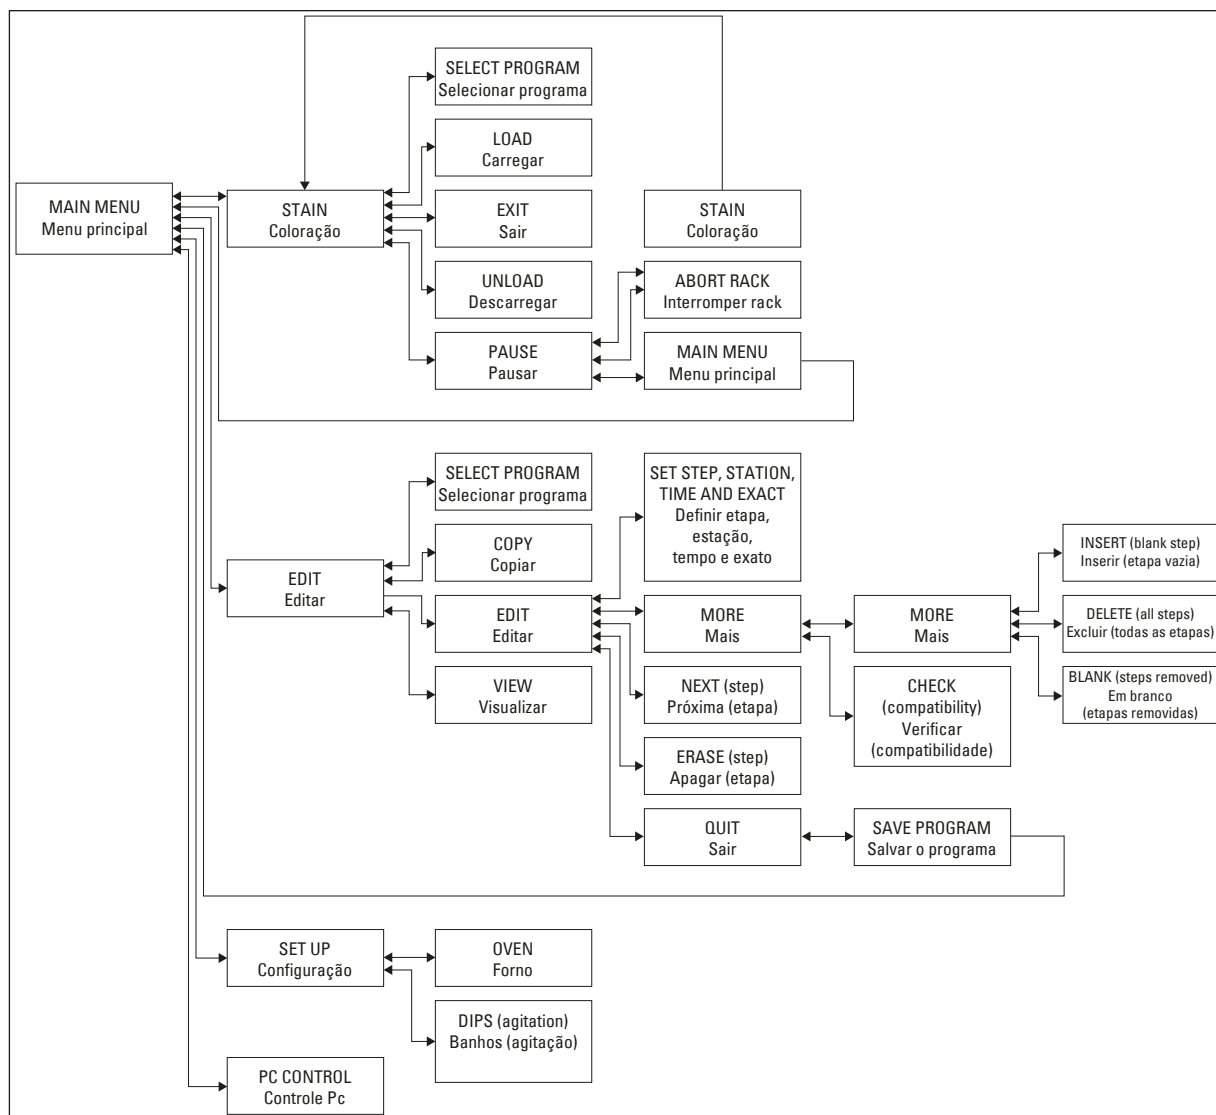 SELECT PROGRAM
Selecionar programa
LOAD
Carregar
MAIN MENU
Menu principal
STAIN
Coloração
EXIT
Sair
STAIN
Coloração
UNLOAD
Descarregar
ABORT RACK
Interromper rack
PAUSE
Pausar
MAIN MENU
Menu principal
SELECT PROGRAM
Selecionar programa
SET STEP, STATION,
TIME AND EXACT
Definir etapa,
estação,
tempo e exato
COPY
Copiar
INSERT (blank step)
Inserir (etapa vazia)
EDIT
Editar
EDIT
Editar
MORE
Mais
MORE
Mais
DELETE (all steps)
Excluir (todas as etapas)
VIEW
Visualizar
NEXT (step)
Próxima (etapa)
CHECK
(compatibility)
Verificar
(compatibilidade)
BLANK (steps removed)
Em branco
(etapas removidas)
ERASE (step)
Apagar (etapa)
QUIT
Sair
SAVE PROGRAM
Salvar o programa
SET UP
Configuração
OVEN
Forno
DIPS (agitation)
Banhos (agitação)
PC CONTROL
Controle Pc